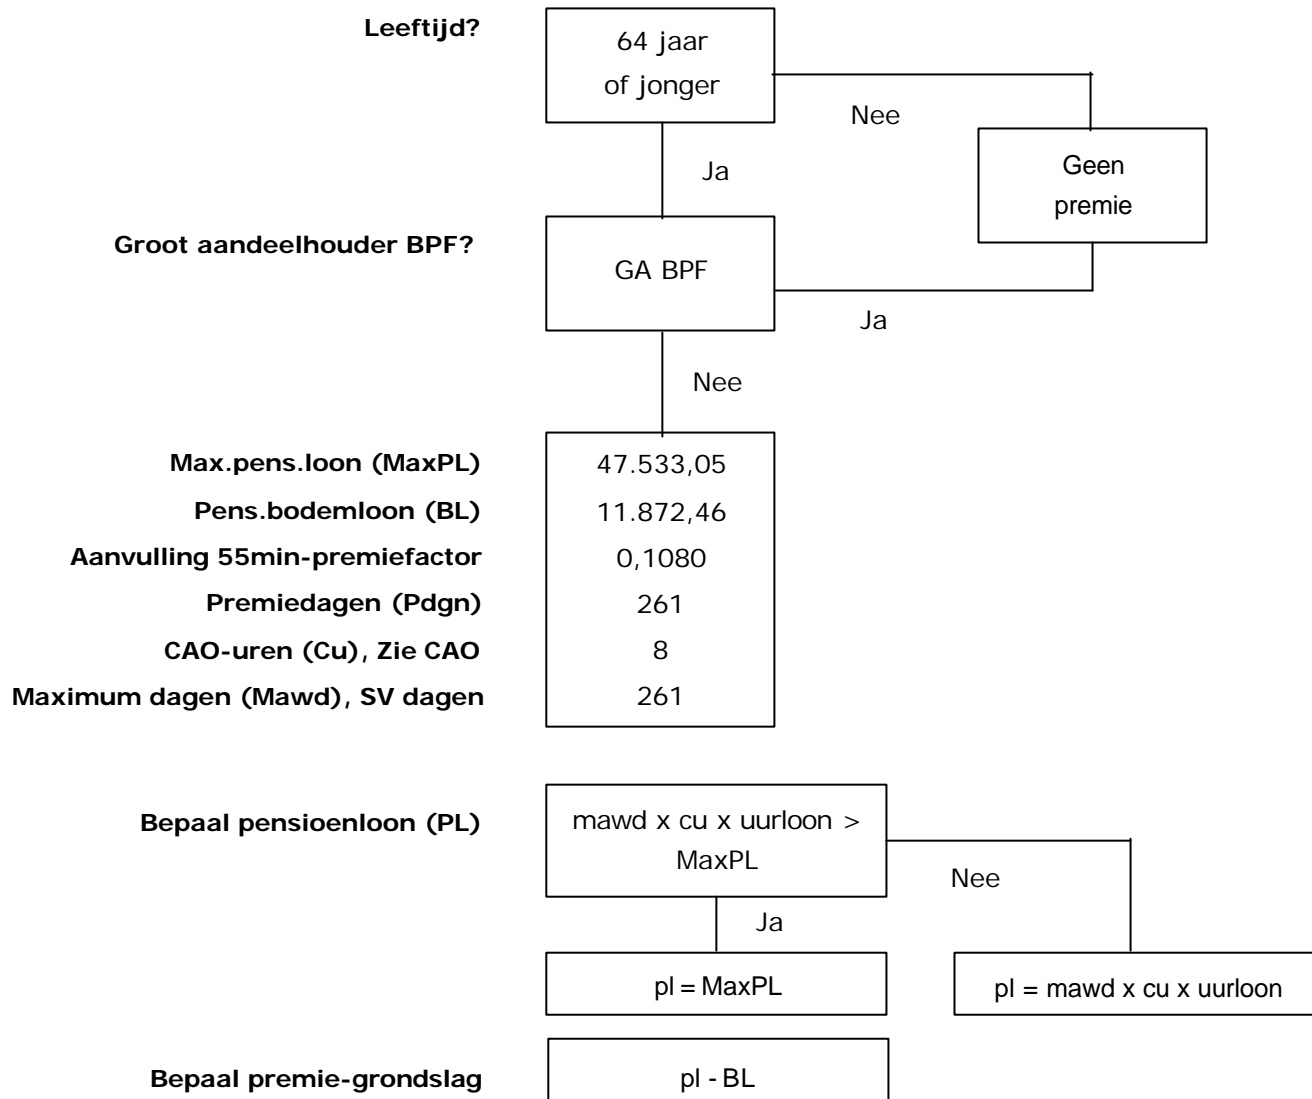 Leeftijd?
64 jaar
of jonger
Nee
Geen
premie
Ja
Groot aandeelhouder BPF?
GA BPF
Ja
Nee
Max.pens.loon (MaxPL) 47.533,05
Pens.bodemloon (BL) 11.872,46
Aanvulling 55min-premiefactor 0,1080
Premiedagen (Pdgn) 261
CAO-uren (Cu), Zie CAO 8
Maximum dagen (Mawd), SV dagen 261
Bepaal pensioenloon (PL)
mawd x cu x uurloon >
MaxPL
Nee
Ja
pl = MaxPL
pl = mawd x cu x uurloon
Bepaal premie-grondslag
pl - BL